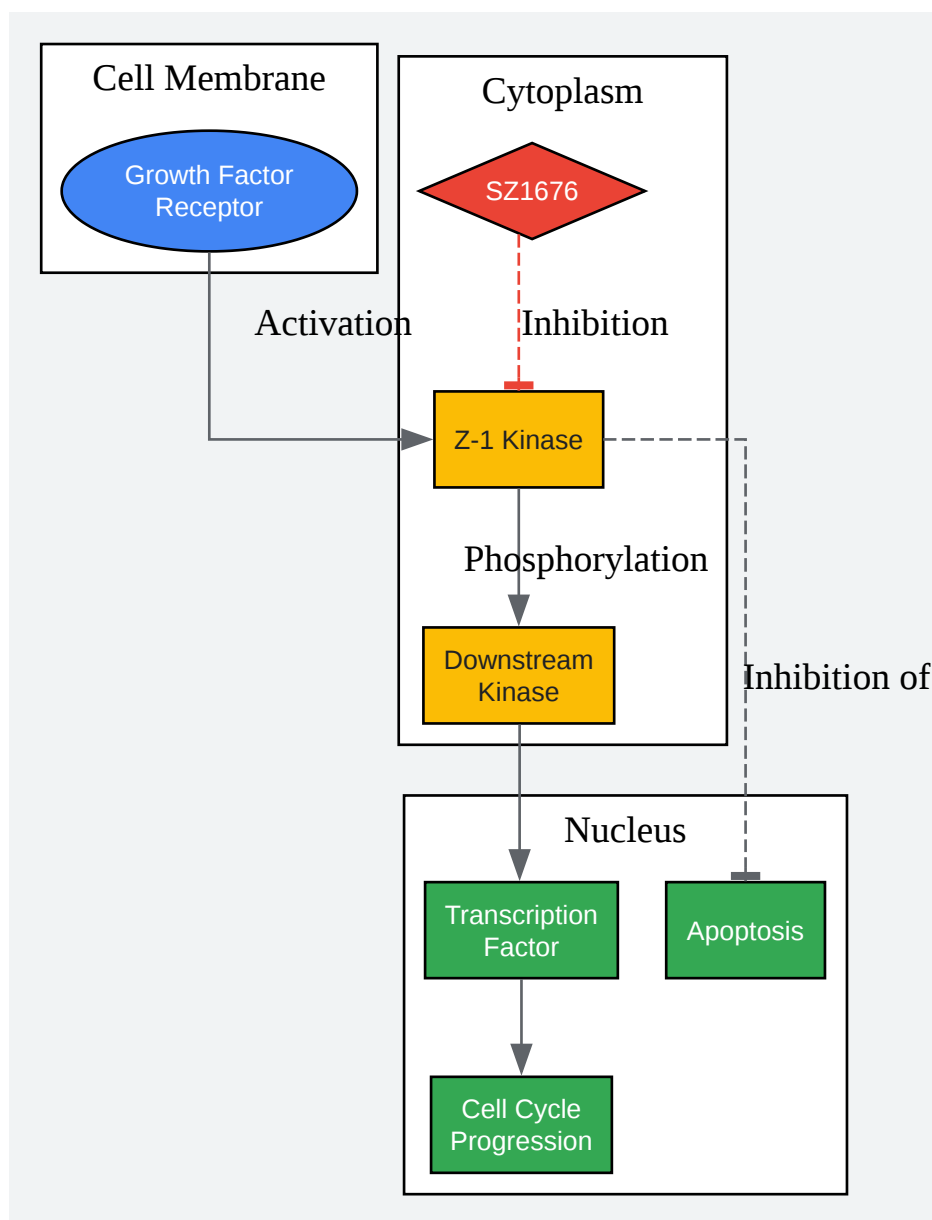 Cell Membrane
Growth Factor
Receptor
Cytoplasm
SZ1676
Activation
Inhibition
Z-1 Kinase
Phosphorylation
Downstream
Kinase
Inhibition of
Nucleus
Transcription
Factor
Apoptosis
Cell Cycle
Progression